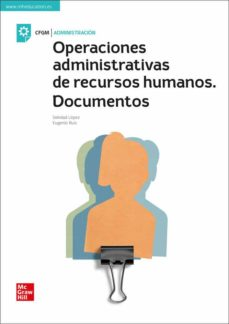 www.mheducation.es
CFGM ADMINISTRACIÓN
Operaciones
administrativas
de recursos humanos.
Documentos
Soledad López
Eugenio Ruiz
Mc
Graw
Hill